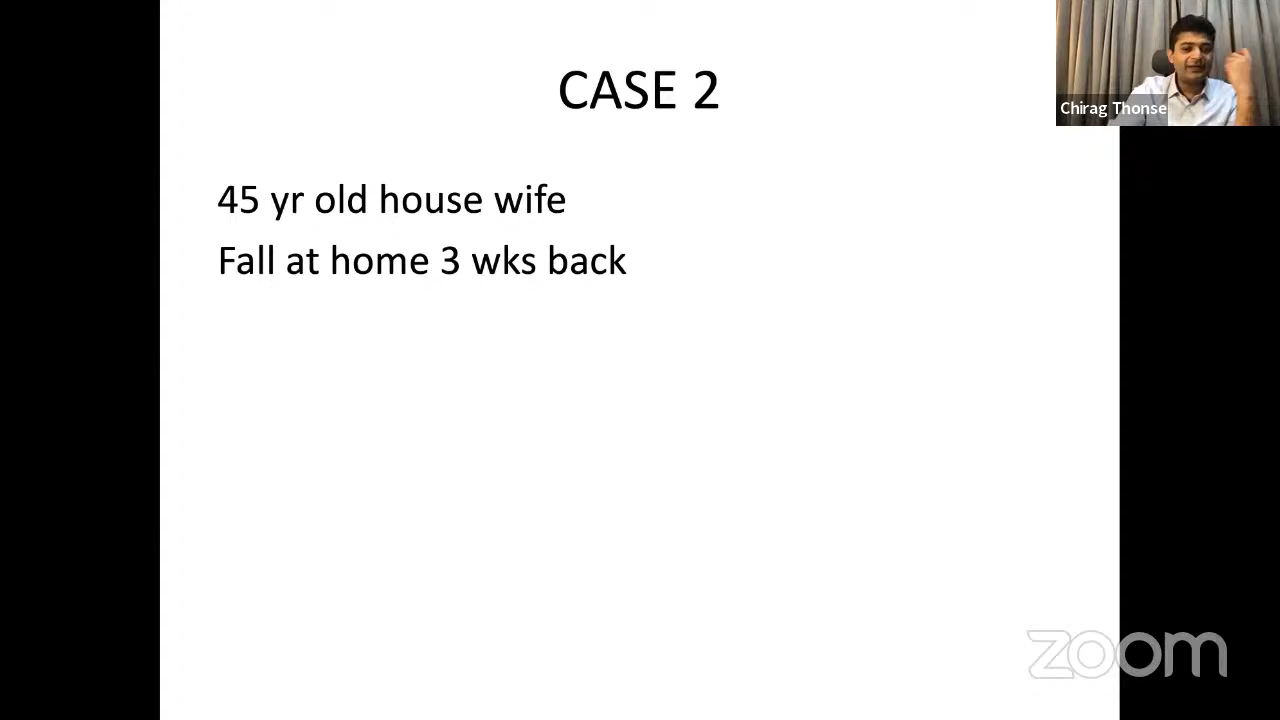 CASE 2
Chirag Thonse
45 yr old house wife
Fall at home 3 wks back
zoom